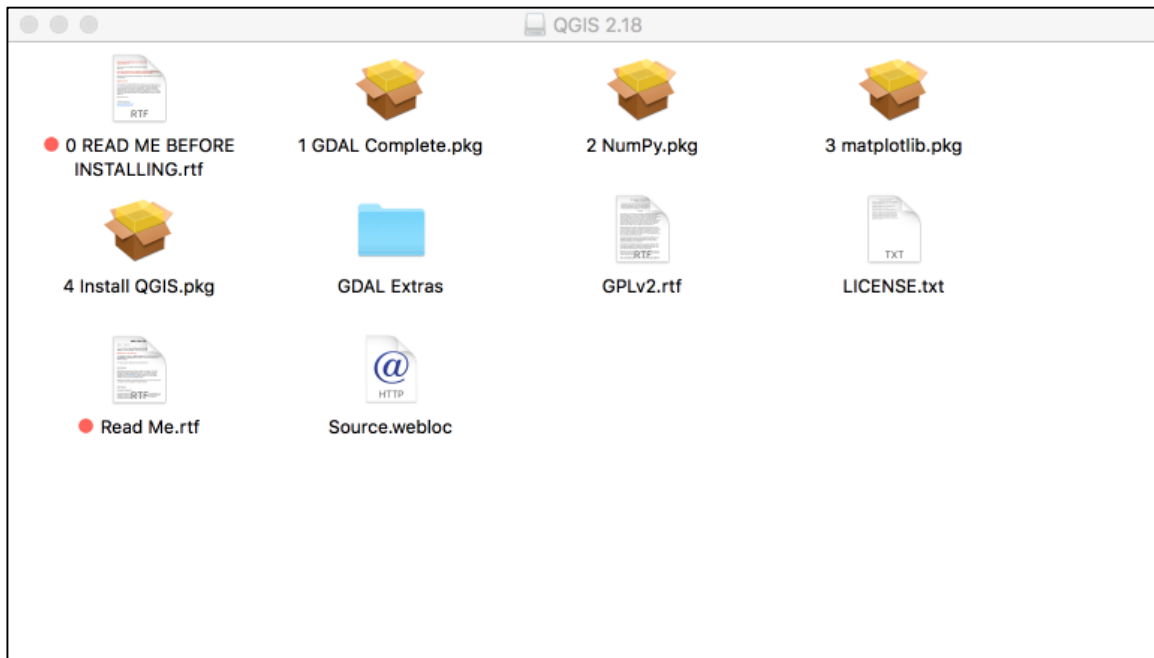 QGIS 2.18
RTF
0 READ ME BEFORE
INSTALLING.rtf
1 GDAL Complete.pkg
2 NumPy.pkg
3 matplotlib.pkg
4 Install QGIS.pkg
GDAL Extras
RTF
GPLv2.rtf
TXT
LICENSE.txt
RTF
Read Me.rtf
@
HTTP
Source.webloc